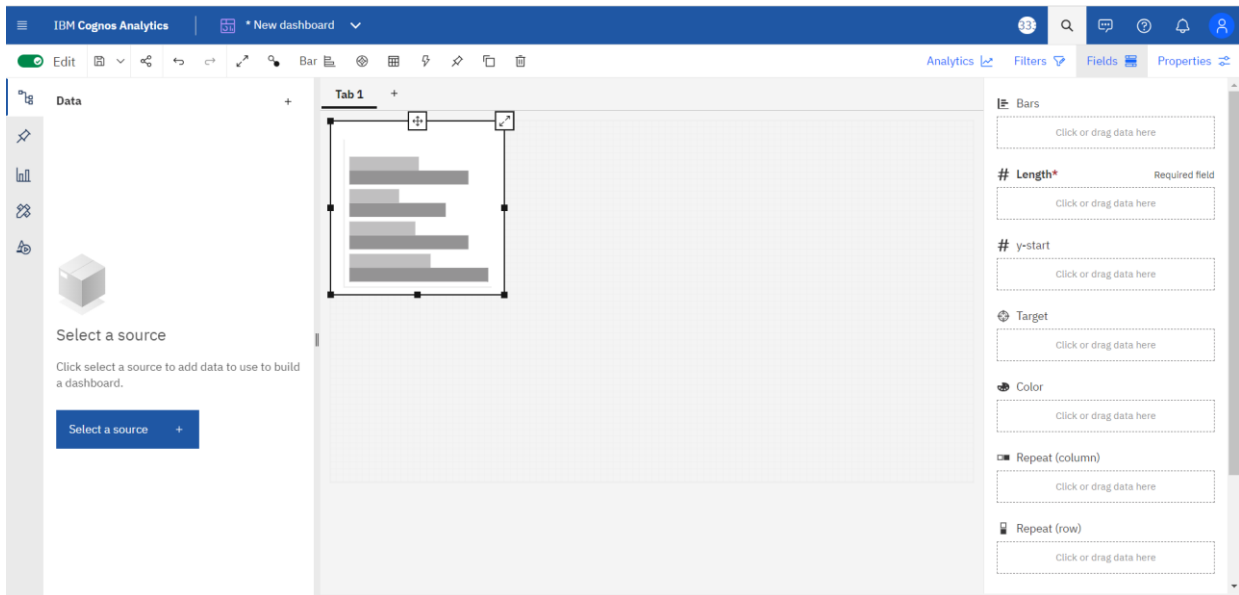 IBM Cognos Analytics
* New dashboard
Edit
Bar
Analytics
Filters
Fields
Properties
Data
Tab 1
Select a source
Click select a source to add data to use to build
a dashboard.
Select a source
Bars
Click or drag data here
Length*
Required field
Click or drag data here
y-start
Click or drag data here
Target
Click or drag data here
Color
Click or drag data here
Repeat (column)
Click or drag data here
Repeat (row)
Click or drag data here